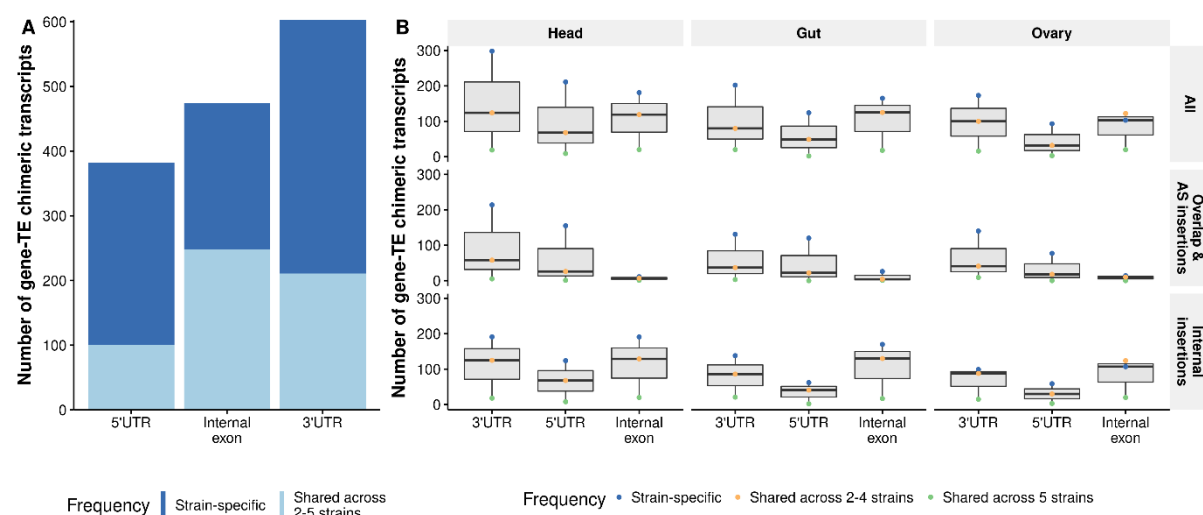 A
Number of gene-TE chimeric transcripts
600
500
400
300
200
100
0
5'UTR
Internal
exon
3'UTR
Frequency
Strain-specific
Shared across
2-5 strains
B
Number of gene-TE chimeric transcripts
Head
Gut
Ovary
300
200
100
0
All
300
200
100
0
Overlap &
AS insertions
300
200
100
0
Internal
insertions
3'UTR
5'UTR
Internal
exon
3'UTR
5'UTR
Internal
exon
3'UTR
5'UTR
Internal
exon
Frequency
Strain-specific
Shared across 2-4 strains
Shared across 5 strains